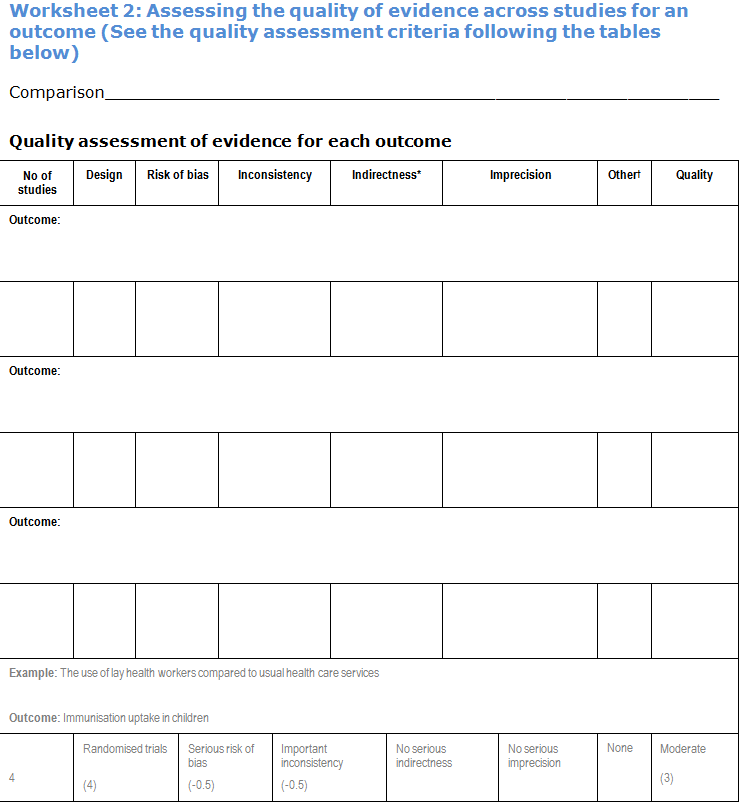 Worksheet 2: Assessing the quality of evidence across studies for an
outcome (See the quality assessment criteria following the tables
below)
Comparison
Quality assessment of evidence for each outcome
No of
studies
Design
Risk of bias
Inconsistency
Indirectness*
Imprecision
Other†
Quality
Outcome:
Outcome:
Outcome:
Example: The use of lay health workers compared to usual health care services
Outcome: Immunisation uptake in children
4
Randomised trials
(4)
Serious risk of
bias
(-0.5)
Important
inconsistency
(-0.5)
No serious
indirectness
No serious
imprecision
None
Moderate
(3)